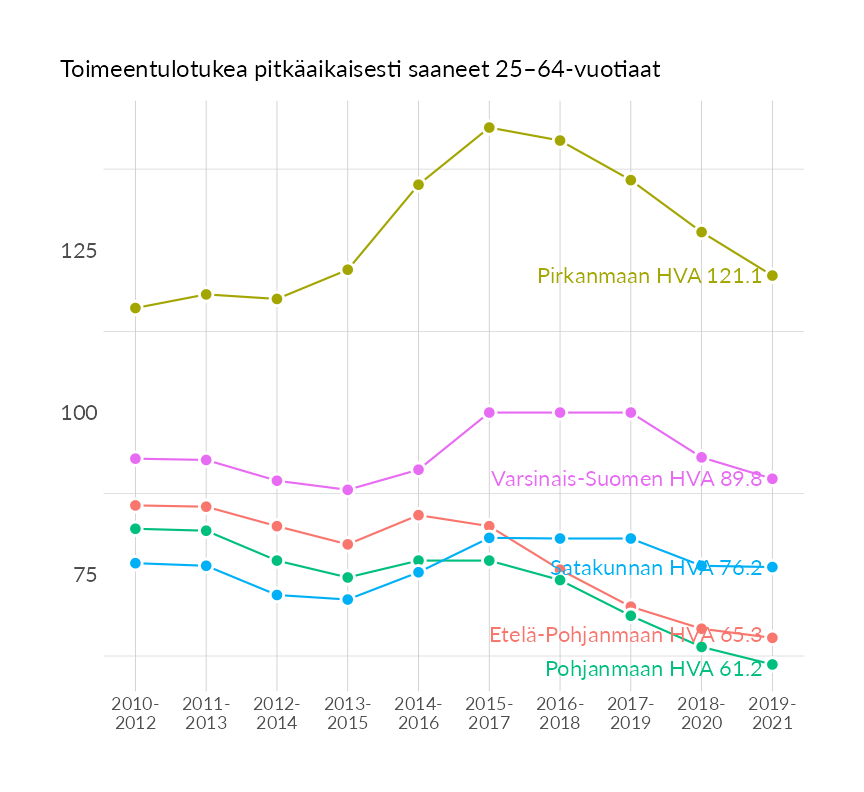 Toimeentulotukea pitkäaikaisesti saaneet 25–64-vuotiaat
125
Pirkanmaan HVA 121.1
100
Varsinais-Suomen HVA 89.8
75
Satakunnan HVA 76.2
Etelä-Pohjanmaan HVA 65.3
Pohjanmaan HVA 61.2
2010- 2011- 2012- 2013- 2014- 2015- 2016- 2017- 2018- 2019-
2012 2013 2014 2015 2016 2017 2018 2019 2020 2021